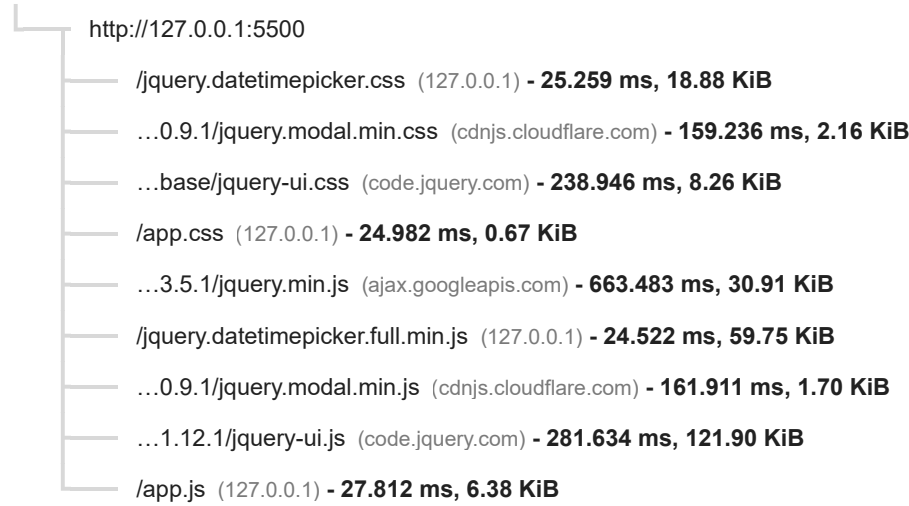 http://127.0.0.1:5500
/jquery.datetimepicker.css (127.0.0.1) - 25.259 ms, 18.88 KiB
…0.9.1/jquery.modal.min.css (cdnjs.cloudflare.com) - 159.236 ms, 2.16 KiB
…base/jquery-ui.css (code.jquery.com) - 238.946 ms, 8.26 KiB
/app.css (127.0.0.1) - 24.982 ms, 0.67 KiB
…3.5.1/jquery.min.js (ajax.googleapis.com) - 663.483 ms, 30.91 KiB
/jquery.datetimepicker.full.min.js (127.0.0.1) - 24.522 ms, 59.75 KiB
…0.9.1/jquery.modal.min.js (cdnjs.cloudflare.com) - 161.911 ms, 1.70 KiB
…1.12.1/jquery-ui.js (code.jquery.com) - 281.634 ms, 121.90 KiB
/app.js (127.0.0.1) - 27.812 ms, 6.38 KiB